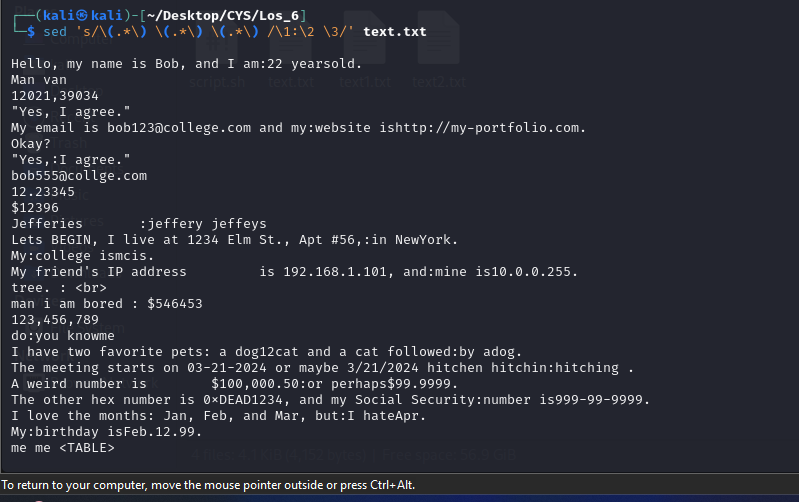 (kali㉿kali)-[~/Desktop/CYS/Los_6]
$ sed 's/\(.*\) \(.*\) \(.*\) /\1:\2 \3/' text.txt
Hello, my name is Bob, and I am:22 yearsold.
Man van
12021,39034
"Yes, I agree."
My email is bob123@college.com and my:website ishttp://my-portfolio.com.
Okay?
"Yes,:I agree."
bob555@collge.com
12.23345
$12396
Jefferies       :jeffery jeffeys
Lets BEGIN, I live at 1234 Elm St., Apt #56,:in NewYork.
My:college ismcis.
My friend's IP address         is 192.168.1.101, and:mine is10.0.0.255.
tree. : <br>
man i am bored : $546453
123,456,789
do:you knowme
I have two favorite pets: a dog12cat and a cat followed:by adog.
The meeting starts on 03-21-2024 or maybe 3/21/2024 hitchen hitchin:hitching .
A weird number is        $100,000.50:or perhaps$99.9999.
The other hex number is 0×DEAD1234, and my Social Security:number is999-99-9999.
I love the months: Jan, Feb, and Mar, but:I hateApr.
My:birthday isFeb.12.99.
me me <TABLE>
To return to your computer, move the mouse pointer outside or press Ctrl+Alt.